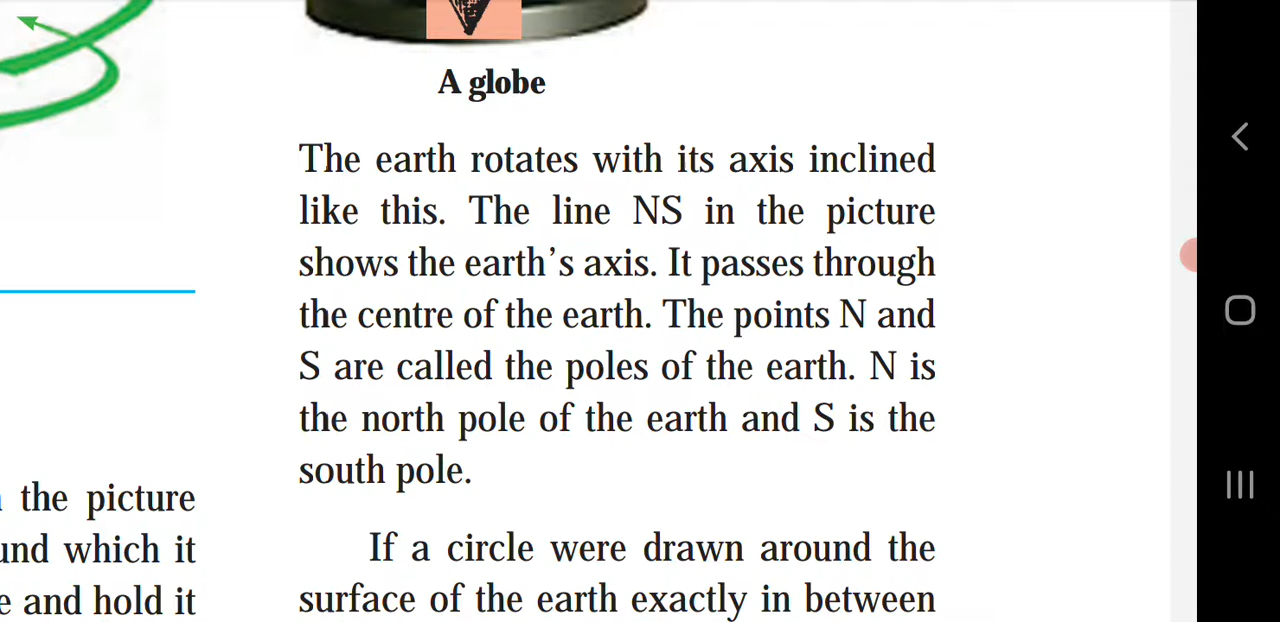 A globe
The earth rotates with its axis inclined
like this. The line NS in the picture
shows the earth's axis. It passes through
the centre of the earth. The points N and
S are called the poles of the earth. N is
the north pole of the earth and S is the
south pole.
If a circle were drawn around the
surface of the earth exactly in between
the picture
which it
and hold it